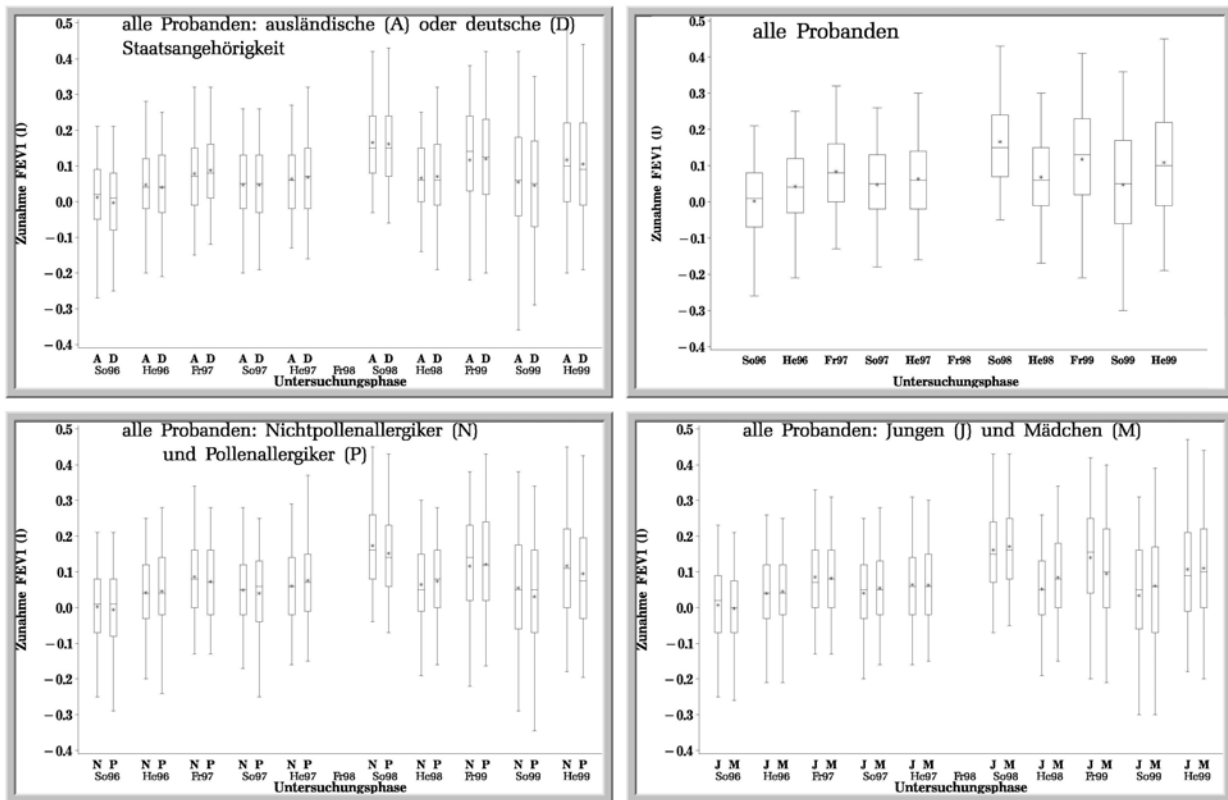 alle Probanden: ausländische (A) oder deutsche (D)
Staatsangehörigkeit
Zunahme FEV1 (l)
0.5
0.4
0.3
0.2
0.1
0.0
−0.1
−0.2
−0.3
−0.4
A D A D A D A D A D A D A D A D A D A D
So96 He96 Fr97 So97 He97 Fr98 So98 He98 Fr99 So99 He99
Untersuchungsphase
alle Probanden
Zunahme FEV1 (l)
0.5
0.4
0.3
0.2
0.1
0.0
−0.1
−0.2
−0.3
−0.4
So96 He96 Fr97 So97 He97 Fr98 So98 He98 Fr99 So99 He99
Untersuchungsphase
alle Probanden: Nichtpollenallergiker (N)
und Pollenallergiker (P)
Zunahme FEV1 (l)
0.5
0.4
0.3
0.2
0.1
0.0
−0.1
−0.2
−0.3
−0.4
N P N P N P N P N P N P N P N P N P N P
So96 He96 Fr97 So97 He97 Fr98 So98 He98 Fr99 So99 He99
Untersuchungsphase
alle Probanden: Jungen (J) und Mädchen (M)
Zunahme FEV1 (l)
0.5
0.4
0.3
0.2
0.1
0.0
−0.1
−0.2
−0.3
−0.4
J M J M J M J M J M J M J M J M J M J M
So96 He96 Fr97 So97 He97 Fr98 So98 He98 Fr99 So99 He99
Untersuchungsphase